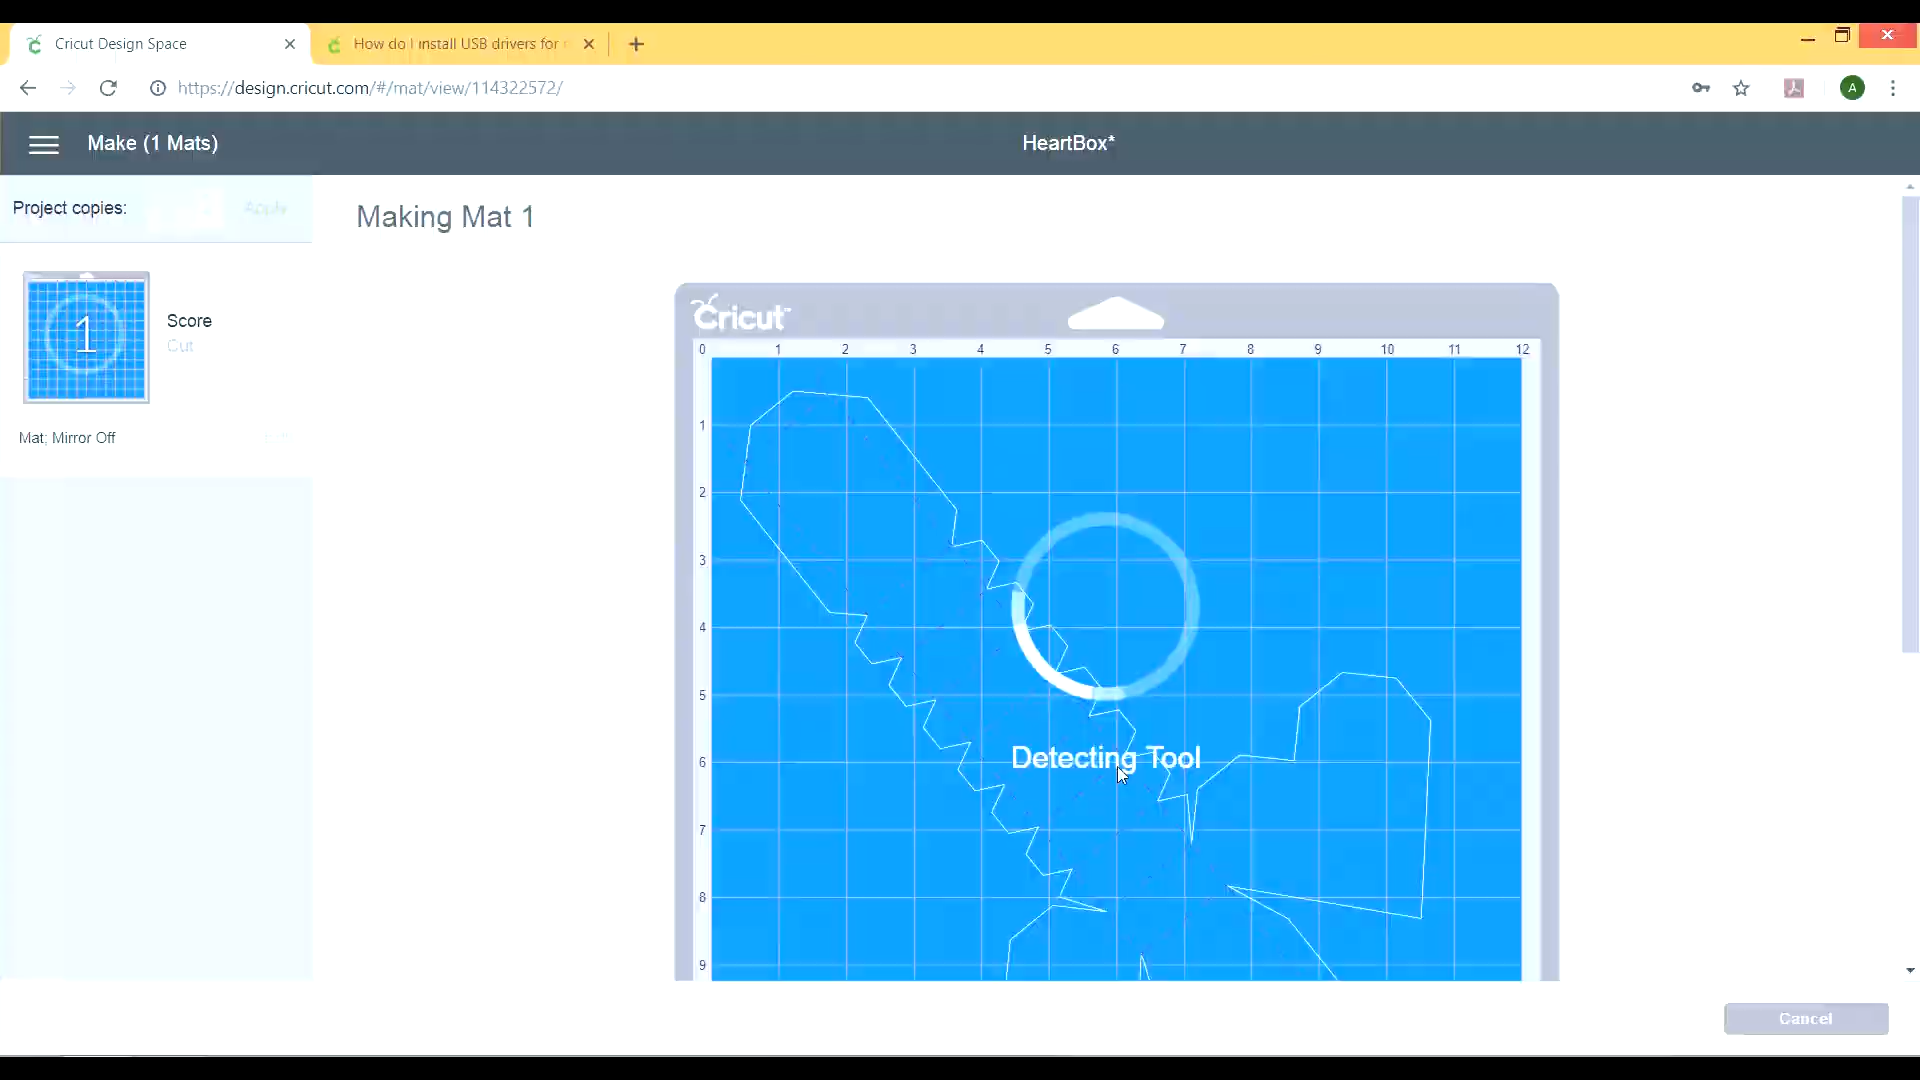 Cricut Design Space
How do I install USB drivers for
https://design.cricut.com/#/mat/view/114322572/
A
Make (1 Mats)
HeartBox*
Project copies:
Apply
Making Mat 1
1
Score
Cut
Mat; Mirror Off
Cricut
0 1 2 3 4 5 6 7 8 9 10 11 12
1
2
3
4
5
Detecting Tool
6
7
8
9
Cancel